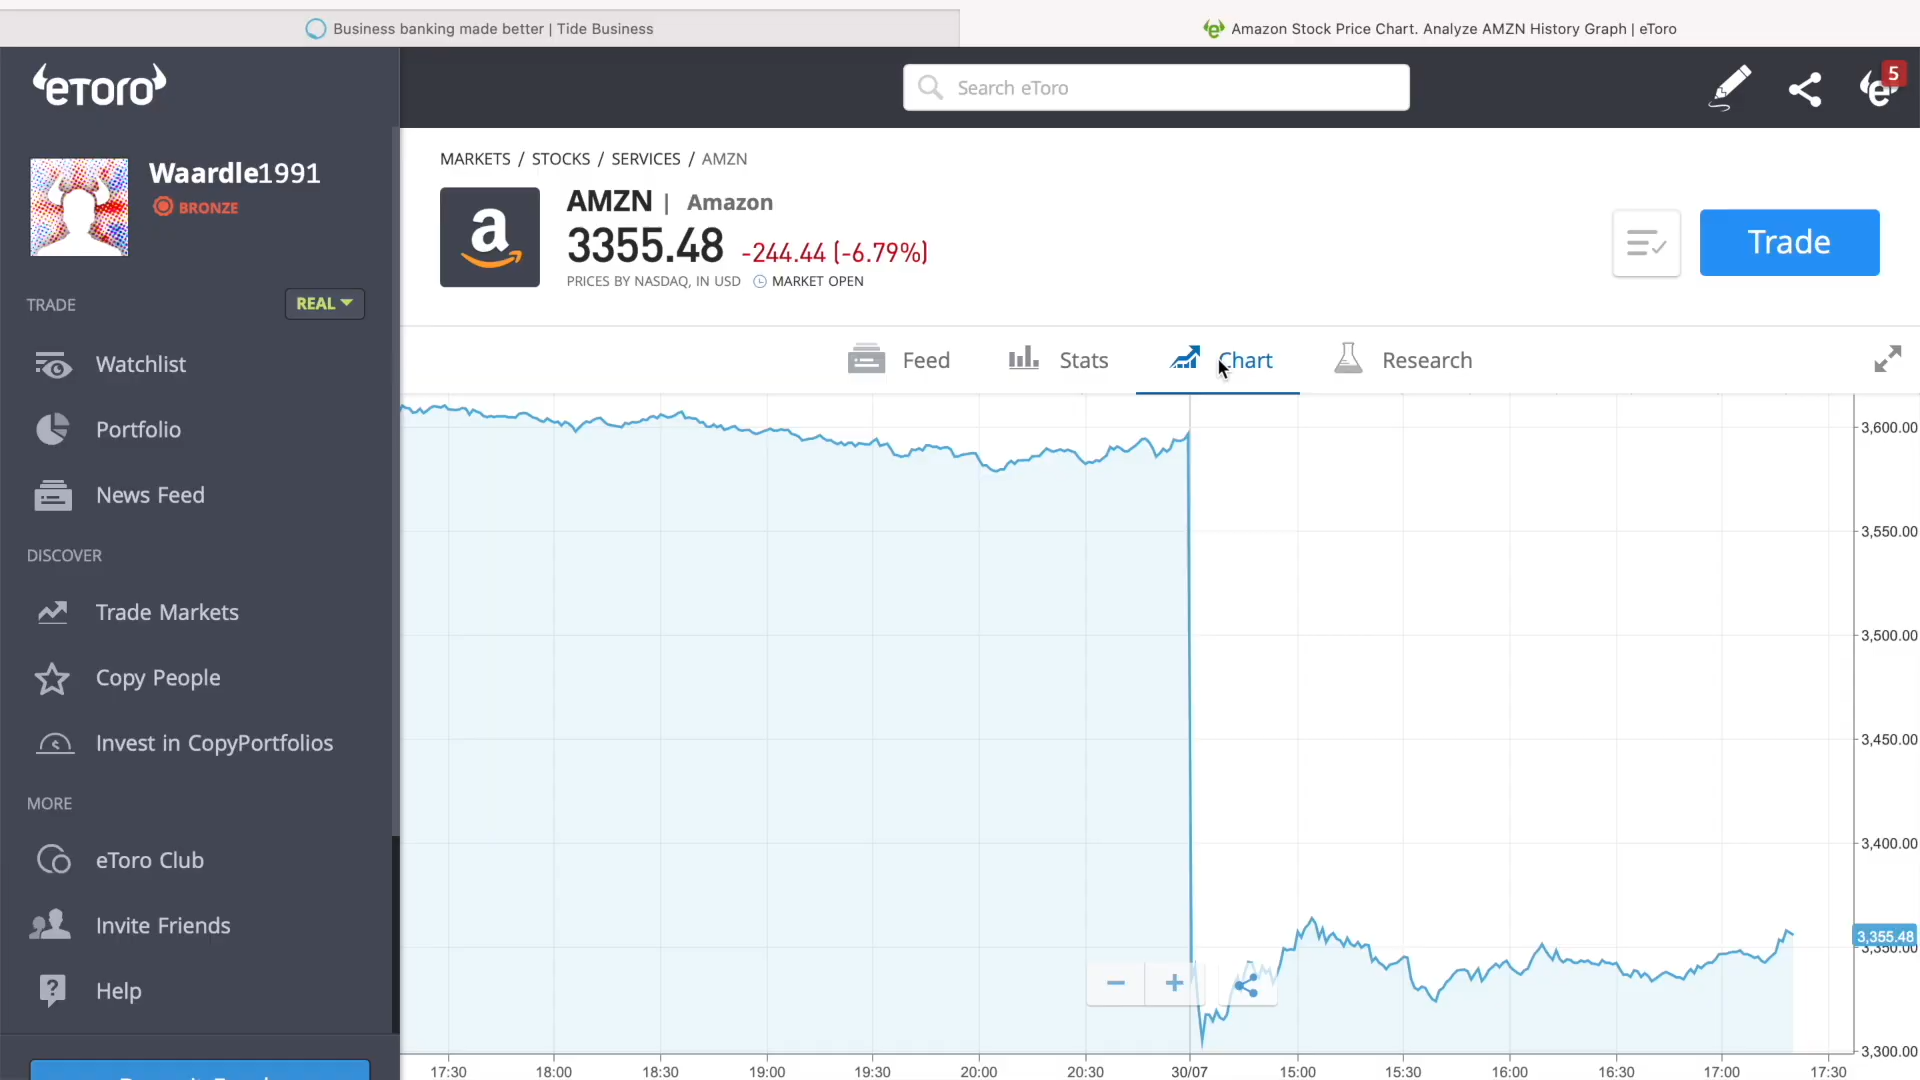 Business banking made better | Tide Business
Amazon Stock Price Chart. Analyze AMZN History Graph | eToro
eToro
Search eToro
5
Waardle1991
BRONZE
TRADE
REAL
Watchlist
Portfolio
News Feed
DISCOVER
Trade Markets
Copy People
Invest in CopyPortfolios
MORE
eToro Club
Invite Friends
Help
MARKETS / STOCKS / SERVICES / AMZN
AMZN | Amazon
3355.48 -244.44 (-6.79%)
PRICES BY NASDAQ, IN USD MARKET OPEN
Trade
Feed
Stats
Chart
Research
3,600.00
3,550.00
3,500.00
3,450.00
3,400.00
3,355.48
3,350.00
3,300.00
17:30 18:00 18:30 19:00 19:30 20:00 20:30 30/07 15:00 15:30 16:00 16:30 17:00 17:30